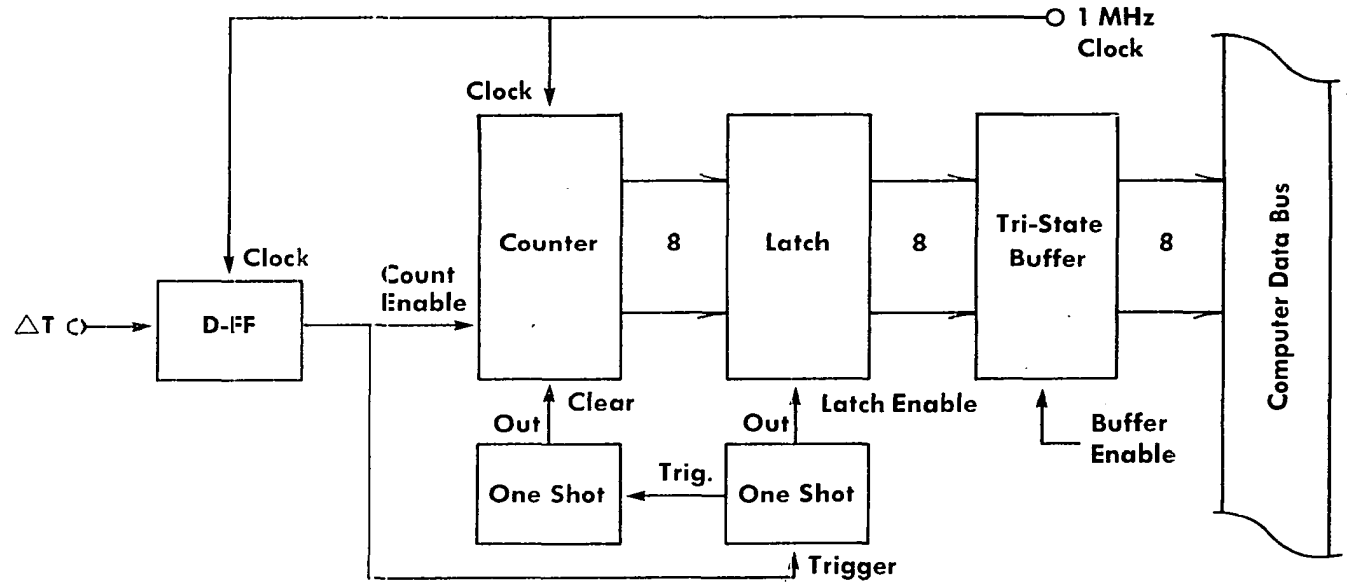 1 MHz
Clock
Clock
Clock
Count
Enable
△T
D-FF
Counter
8
Latch
8
Tri-State
Buffer
8
Computer Data Bus
Clear
Out
Latch Enable
Out
Buffer
Enable
One Shot
Trig.
One Shot
Trigger